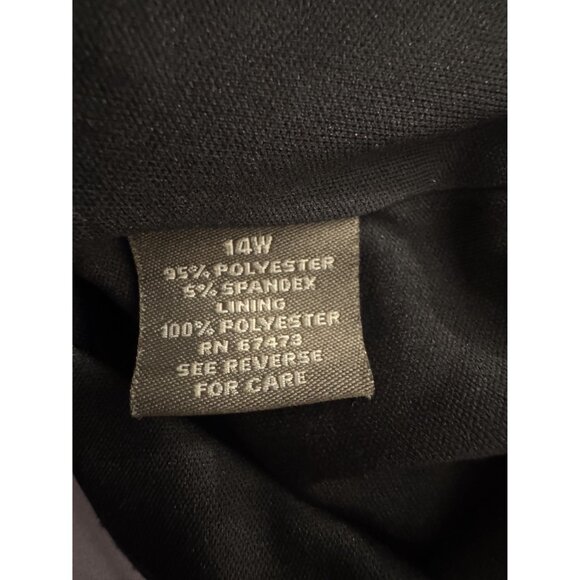 14W
95% POLYESTER
5% SPANDEX
LINING
100% POLYESTER
RN 67473
SEE REVERSE
FOR CARE